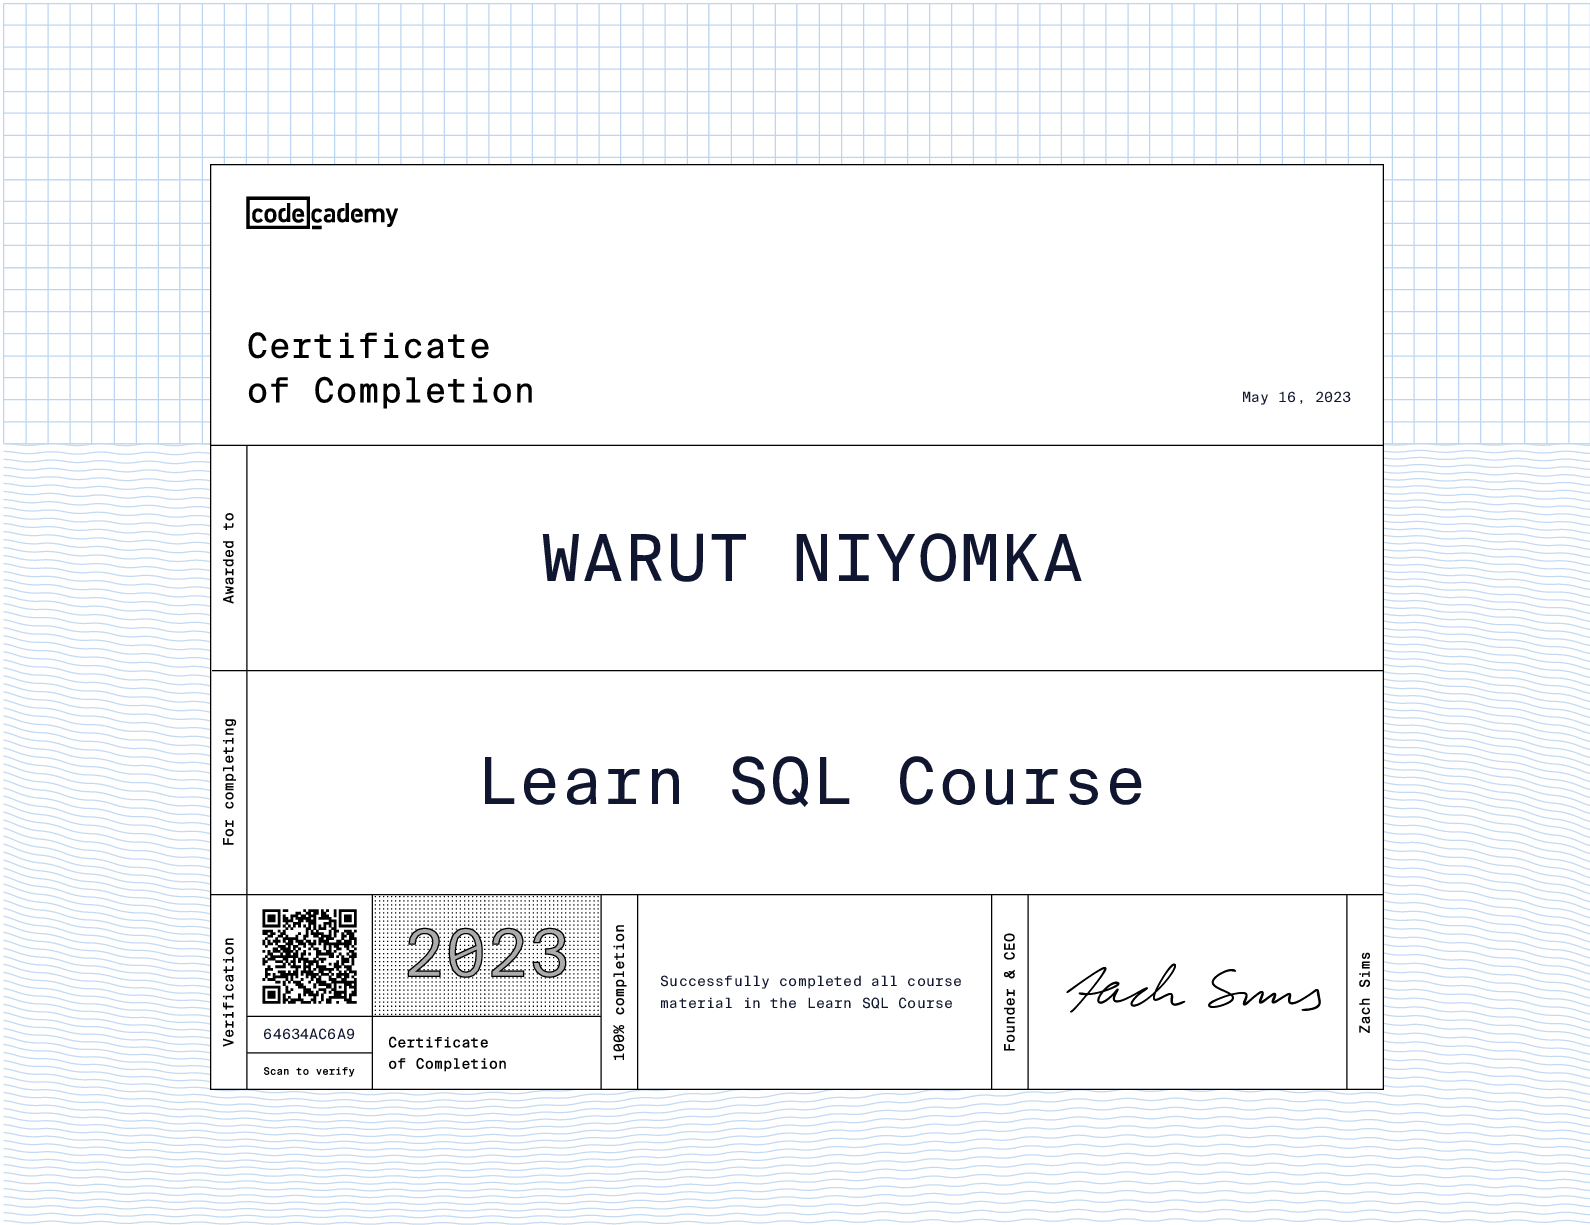 codecademy
Certificate
of Completion
May 16, 2023
Awarded to
WARUT NIYOMKA
For completing
Learn SQL Course
Verification
64634AC6A9
Scan to verify
2023
Certificate
of Completion
100% completion
Successfully completed all course
material in the Learn SQL Course
Founder & CEO
Zach Sims
Zach Sims